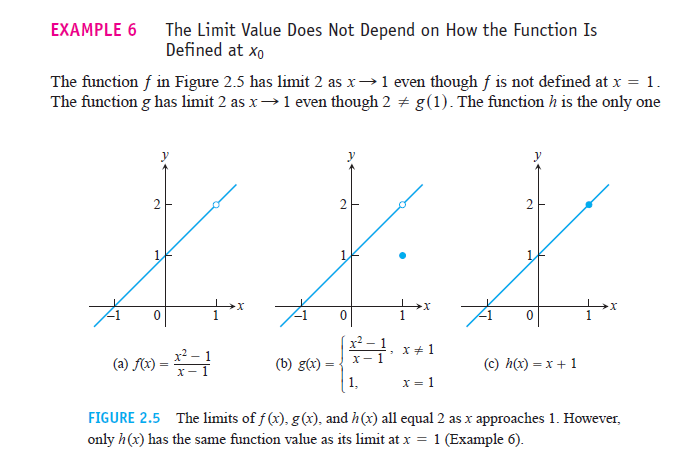 EXAMPLE 6 The Limit Value Does Not Depend on How the Function Is
Defined at x₀
The function f in Figure 2.5 has limit 2 as x → 1 even though f is not defined at x = 1.
The function g has limit 2 as x → 1 even though 2 ≠ g(1). The function h is the only one
y
2
1
–1 0 1 x
(a) f(x) = x² – 1 / x – 1
y
2
1
–1 0 1 x
(b) g(x) = { x² – 1 / x – 1, x ≠ 1
1, x = 1
y
2
1
–1 0 1 x
(c) h(x) = x + 1
FIGURE 2.5 The limits of f(x), g(x), and h(x) all equal 2 as x approaches 1. However,
only h(x) has the same function value as its limit at x = 1 (Example 6).